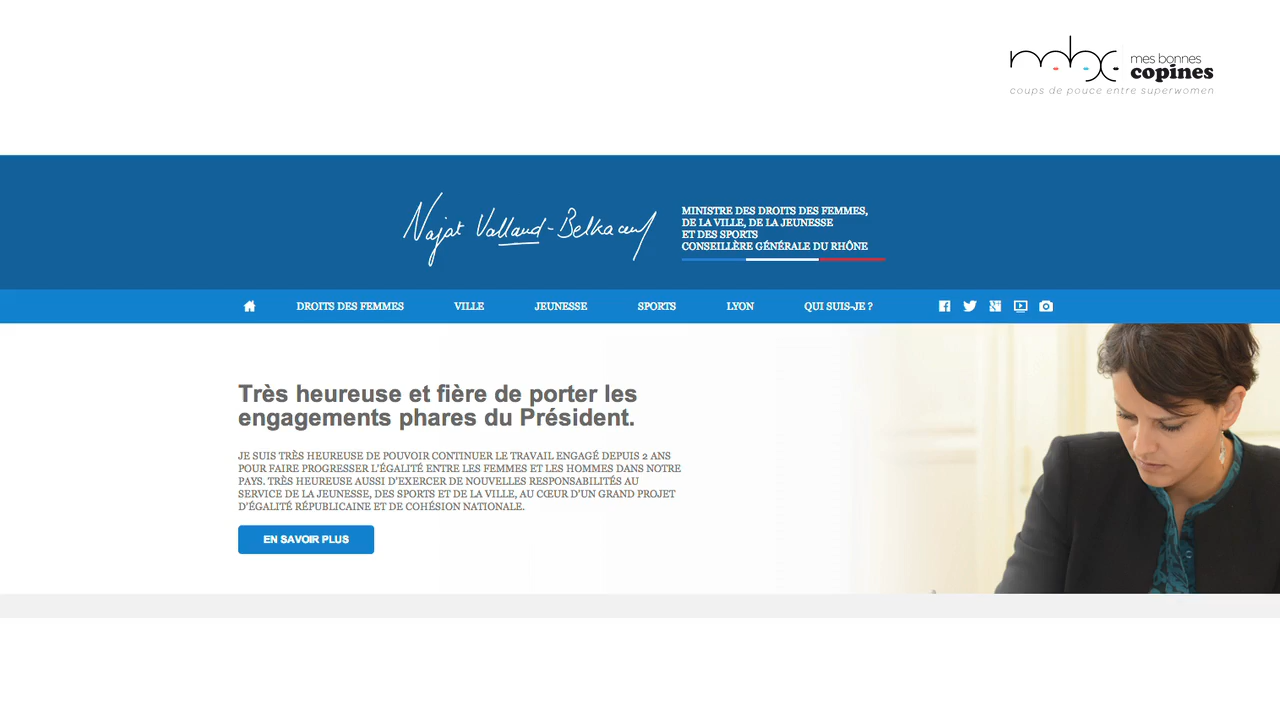 mes bonnes
copines
coups de pouce entre superwomen
Najat Vallaud-Belkacem
MINISTRE DES DROITS DES FEMMES,
DE LA VILLE, DE LA JEUNESSE
ET DES SPORTS
CONSEILLÈRE GÉNÉRALE DU RHÔNE
DROITS DES FEMMES VILLE JEUNESSE SPORTS LYON QUI SUIS-JE ?
Très heureuse et fière de porter les
engagements phares du Président.
JE SUIS TRÈS HEUREUSE DE POUVOIR CONTINUER LE TRAVAIL ENGAGÉ DEPUIS 2 ANS
POUR FAIRE PROGRESSER L'ÉGALITÉ ENTRE LES FEMMES ET LES HOMMES DANS NOTRE
PAYS. TRÈS HEUREUSE AUSSI D'EXERCER DE NOUVELLES RESPONSABILITÉS AU
SERVICE DE LA JEUNESSE, DES SPORTS ET DE LA VILLE, AU CŒUR D'UN GRAND PROJET
D'ÉGALITÉ RÉPUBLICAINE ET DE COHÉSION NATIONALE.
EN SAVOIR PLUS